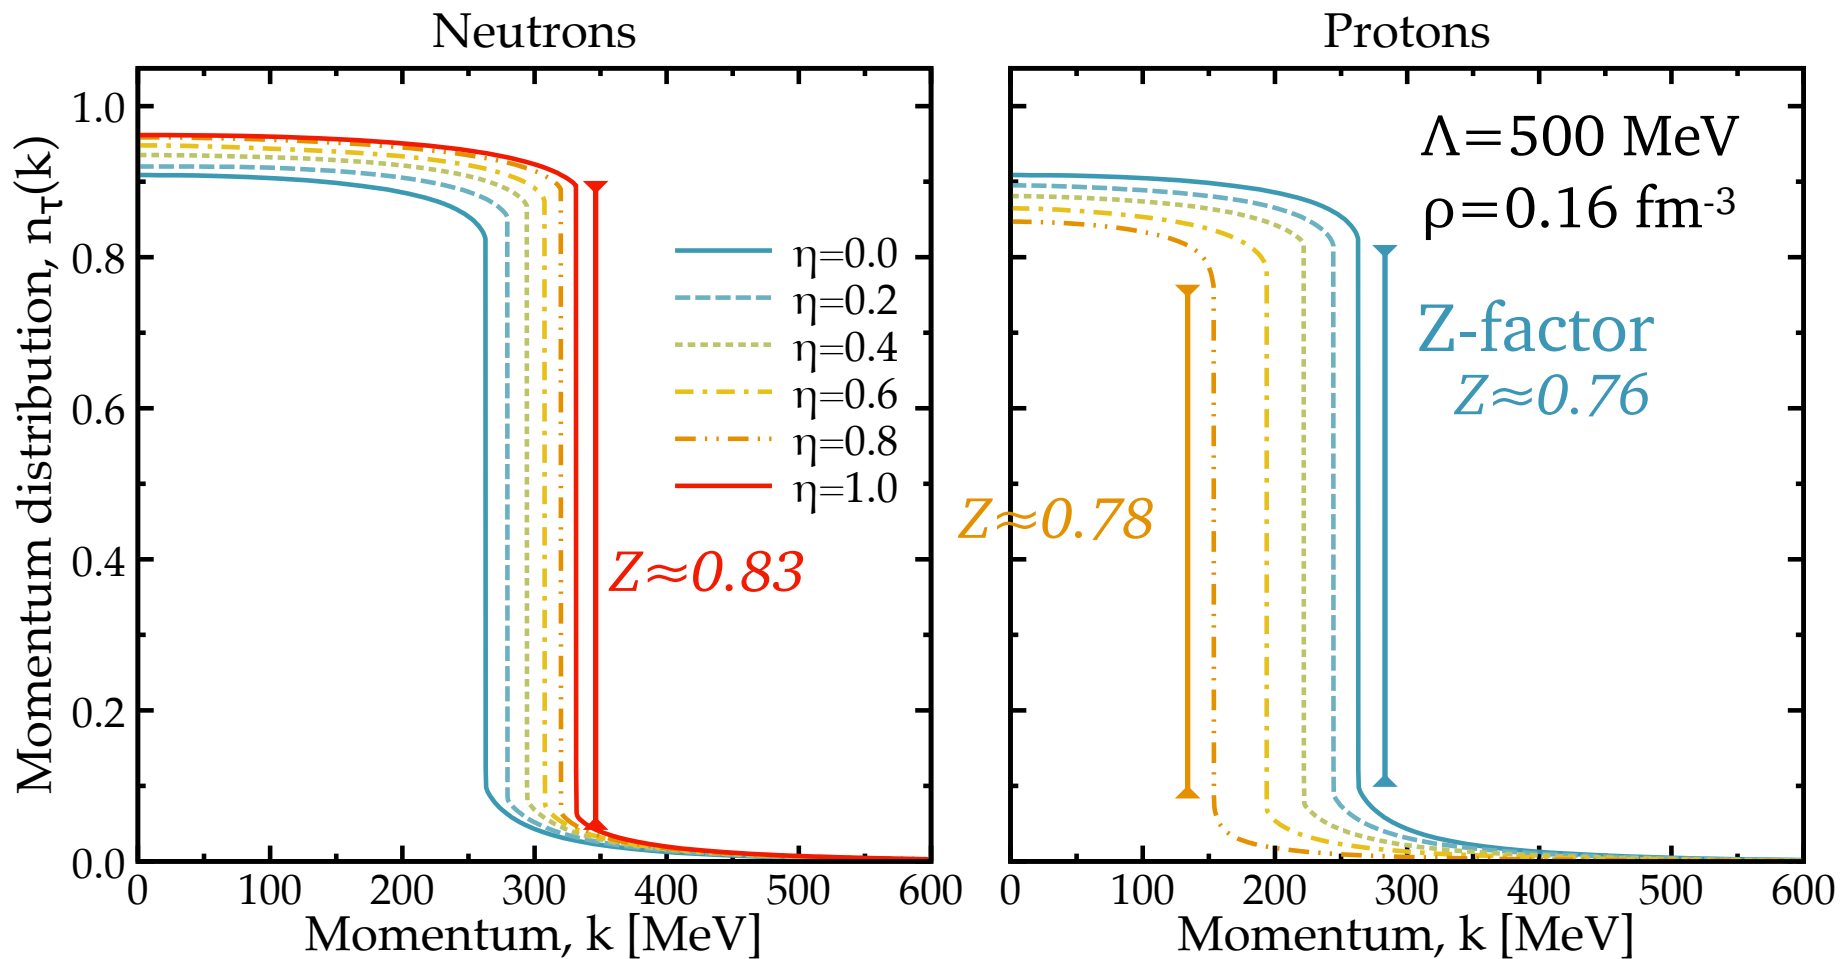 Neutrons
Protons
Momentum distribution, nτ(k)
1.0
0.8
0.6
0.4
0.2
0.0
η=0.0
η=0.2
η=0.4
η=0.6
η=0.8
η=1.0
Z≈0.83
0 100 200 300 400 500 600
Momentum, k [MeV]
Λ=500 MeV
ρ=0.16 fm-3
Z-factor
Z≈0.76
Z≈0.78
0 100 200 300 400 500 600
Momentum, k [MeV]